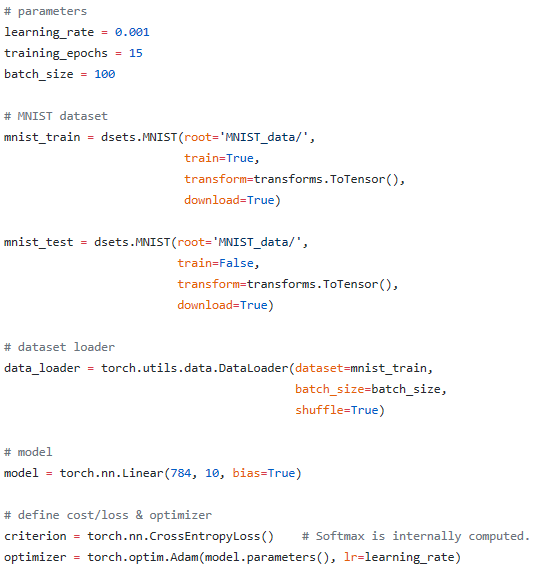 # parameters
learning_rate = 0.001
training_epochs = 15
batch_size = 100
# MNIST dataset
mnist_train = dsets.MNIST(root='MNIST_data/',
train=True,
transform=transforms.ToTensor(),
download=True)
mnist_test = dsets.MNIST(root='MNIST_data/',
train=False,
transform=transforms.ToTensor(),
download=True)
# dataset loader
data_loader = torch.utils.data.DataLoader(dataset=mnist_train,
batch_size=batch_size,
shuffle=True)
# model
model = torch.nn.Linear(784, 10, bias=True)
# define cost/loss & optimizer
criterion = torch.nn.CrossEntropyLoss()    # Softmax is internally computed.
optimizer = torch.optim.Adam(model.parameters(), lr=learning_rate)